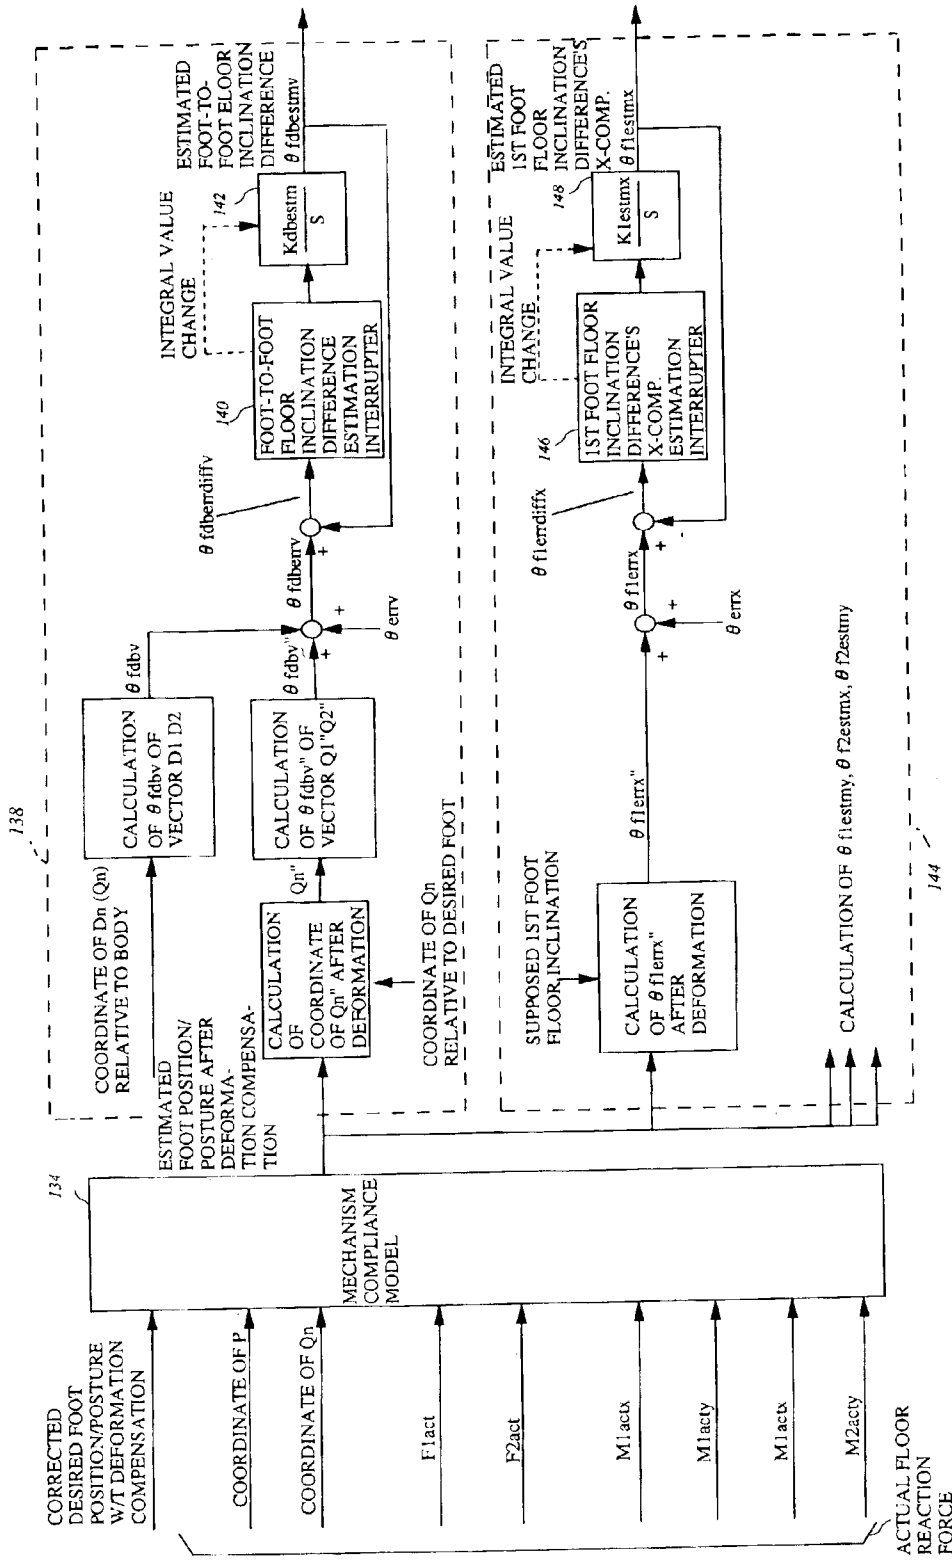 CORRECTED
DESIRED FOOT
POSITION/POSTURE
W/T DEFORMATION
COMPENSATION
COORDINATE OF P
COORDINATE OF Qn
F1act
F2act
M1actx
M1acty
M1actx
M2acty
ACTUAL FLOOR
REACTION
FORCE
134
MECHANISM
COMPLIANCE
MODEL
138
COORDINATE OF Dn (Qn)
RELATIVE TO BODY
ESTIMATED
FOOT POSITION/
POSTURE AFTER
DEFORMA-
TION COMPENSA-
TION
CALCULATION
OF θ fdbv OF
VECTOR D1 D2
θ fdbv
CALCULATION
OF
COORDINATE
OF Qn" AFTER
DEFORMATION
COORDINATE OF Qn
RELATIVE TO DESIRED FOOT
Qn"
CALCULATION
OF θ fdbv" OF
VECTOR Q1"Q2"
θ fdbv"
+
+
θ errv
θ fdberrv
+
θ fdberrdiffv
140
FOOT-TO-FOOT
FLOOR
INCLINATION
DIFFERENCE
ESTIMATION
INTERRUPTER
INTEGRAL VALUE
CHANGE
142
Kdbestm
S
ESTIMATED
FOOT-TO-
FOOT ELOOR
INCLINATION
DIFFERENCE
θ fdbestmv
144
SUPPOSED 1ST FOOT
FLOOR,INCLINATION
CALCULATION
OF θ f1errx"
AFTER
DEFORMATION
θ f1errx"
+
+
θ errx
θ f1errx
+
-
θ f1errdiffx
146
1ST FOOT FLOOR
INCLINATION
DIFFERENCE'S
X-COMP.
ESTIMATION
INTERRUPTER
INTEGRAL VALUE
CHANGE
148
K1estmx
S
ESTIMATED
1ST FOOT
FLOOR
INCLINATION
DIFFERENCE'S
X-COMP.
θ f1estmx
CALCULATION OF θ f1estmy, θ f2estmx, θ f2estmy